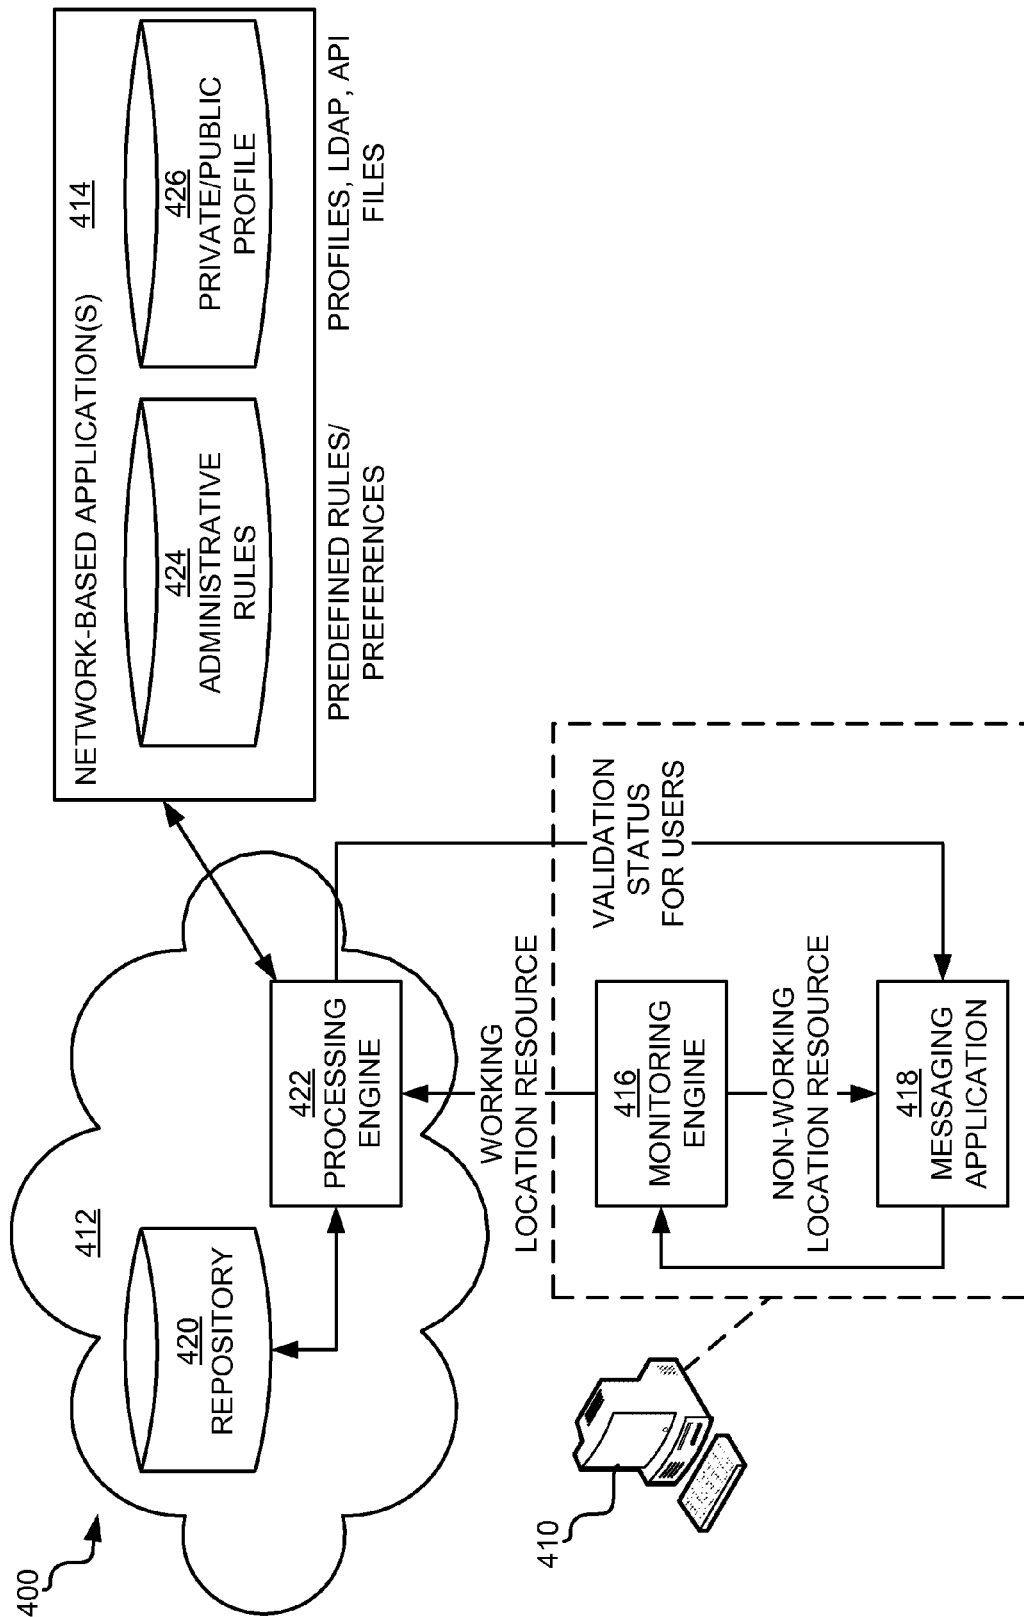 400
412
420
REPOSITORY
422
PROCESSING
ENGINE
NETWORK-BASED APPLICATION(S)
414
424
ADMINISTRATIVE
RULES
426
PRIVATE/PUBLIC
PROFILE
PREDEFINED RULES/
PREFERENCES
PROFILES, LDAP, API
FILES
WORKING
LOCATION RESOURCE
VALIDATION
STATUS
FOR USERS
410
416
MONITORING
ENGINE
NON-WORKING
LOCATION RESOURCE
418
MESSAGING
APPLICATION